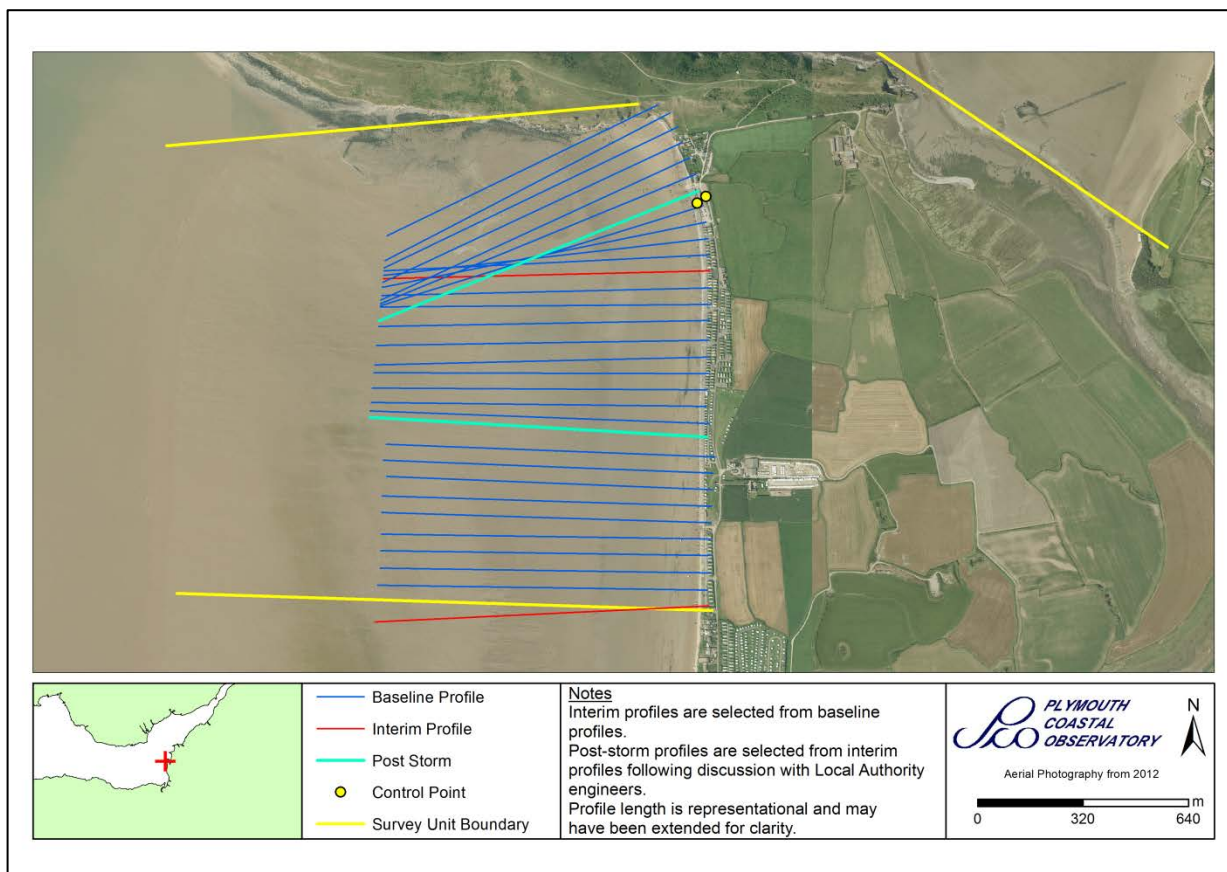 Baseline Profile
Interim Profile
Post Storm
Control Point
Survey Unit Boundary
Notes
Interim profiles are selected from baseline
profiles.
Post-storm profiles are selected from interim
profiles following discussion with Local Authority
engineers.
Profile length is representational and may
have been extended for clarity.
PLYMOUTH
COASTAL
OBSERVATORY
N
Aerial Photography from 2012
m
0 320 640